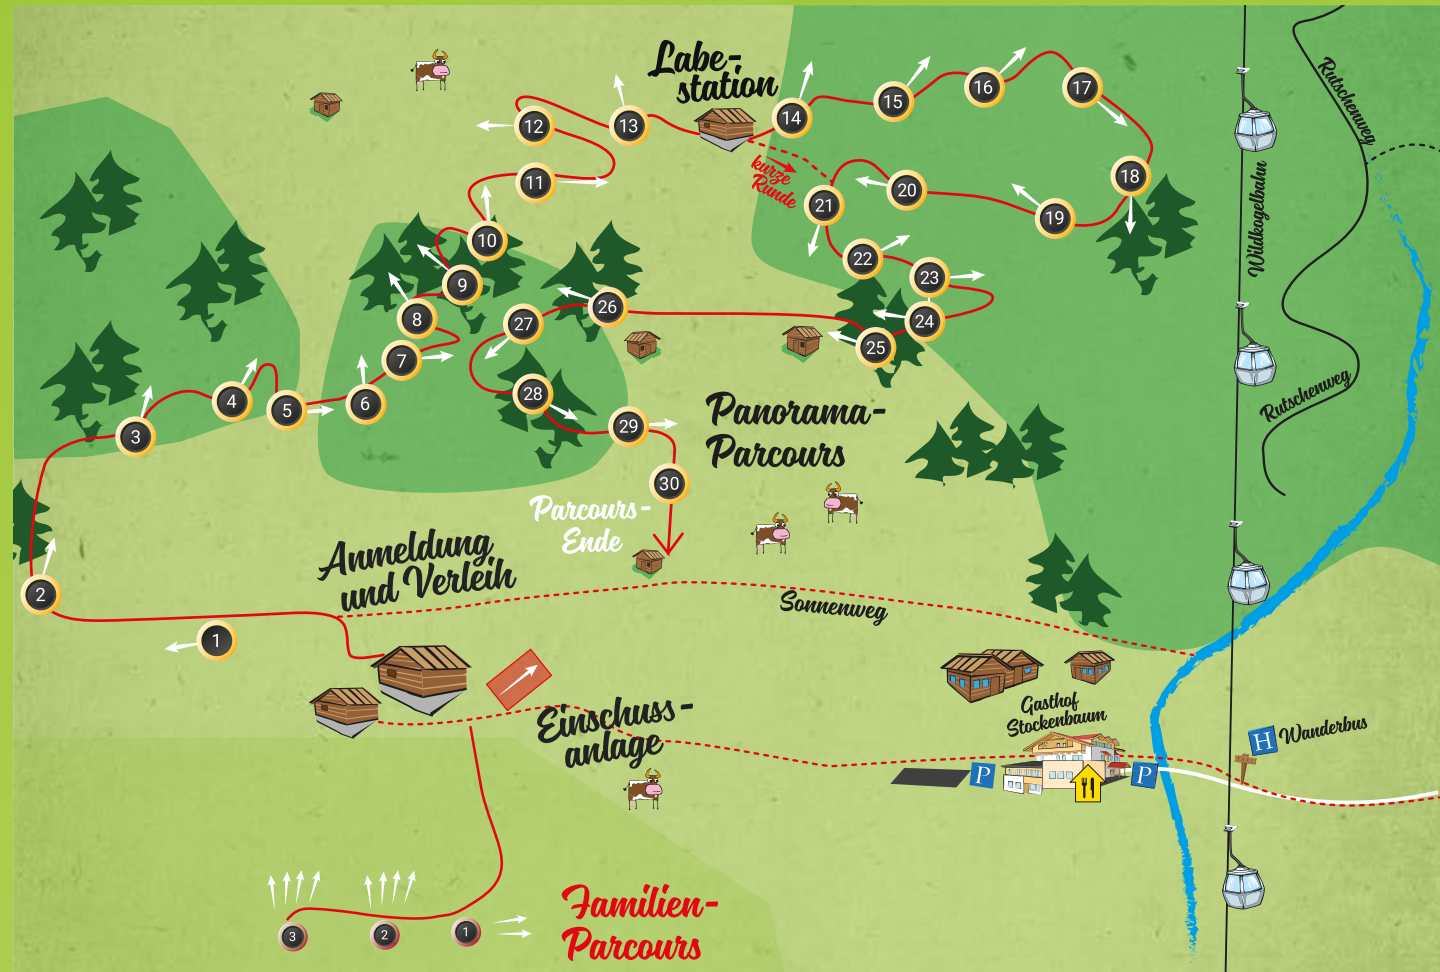 Labe-
station
Rutschenweg
12
13
14
15
16
17
11
kurze
Runde
21
20
19
18
Wildkogelbahn
10
9
8
7
6
5
4
3
22
23
24
25
26
27
28
29
30
Rutschenweg
Panorama-
Parcours
Parcours-
Ende
Anmeldung
und Verleih
2
1
Sonnenweg
Einschuss-
anlage
Gasthof
Stockenbaum
P
P
H Wanderbus
3
2
1
Familien-
Parcours